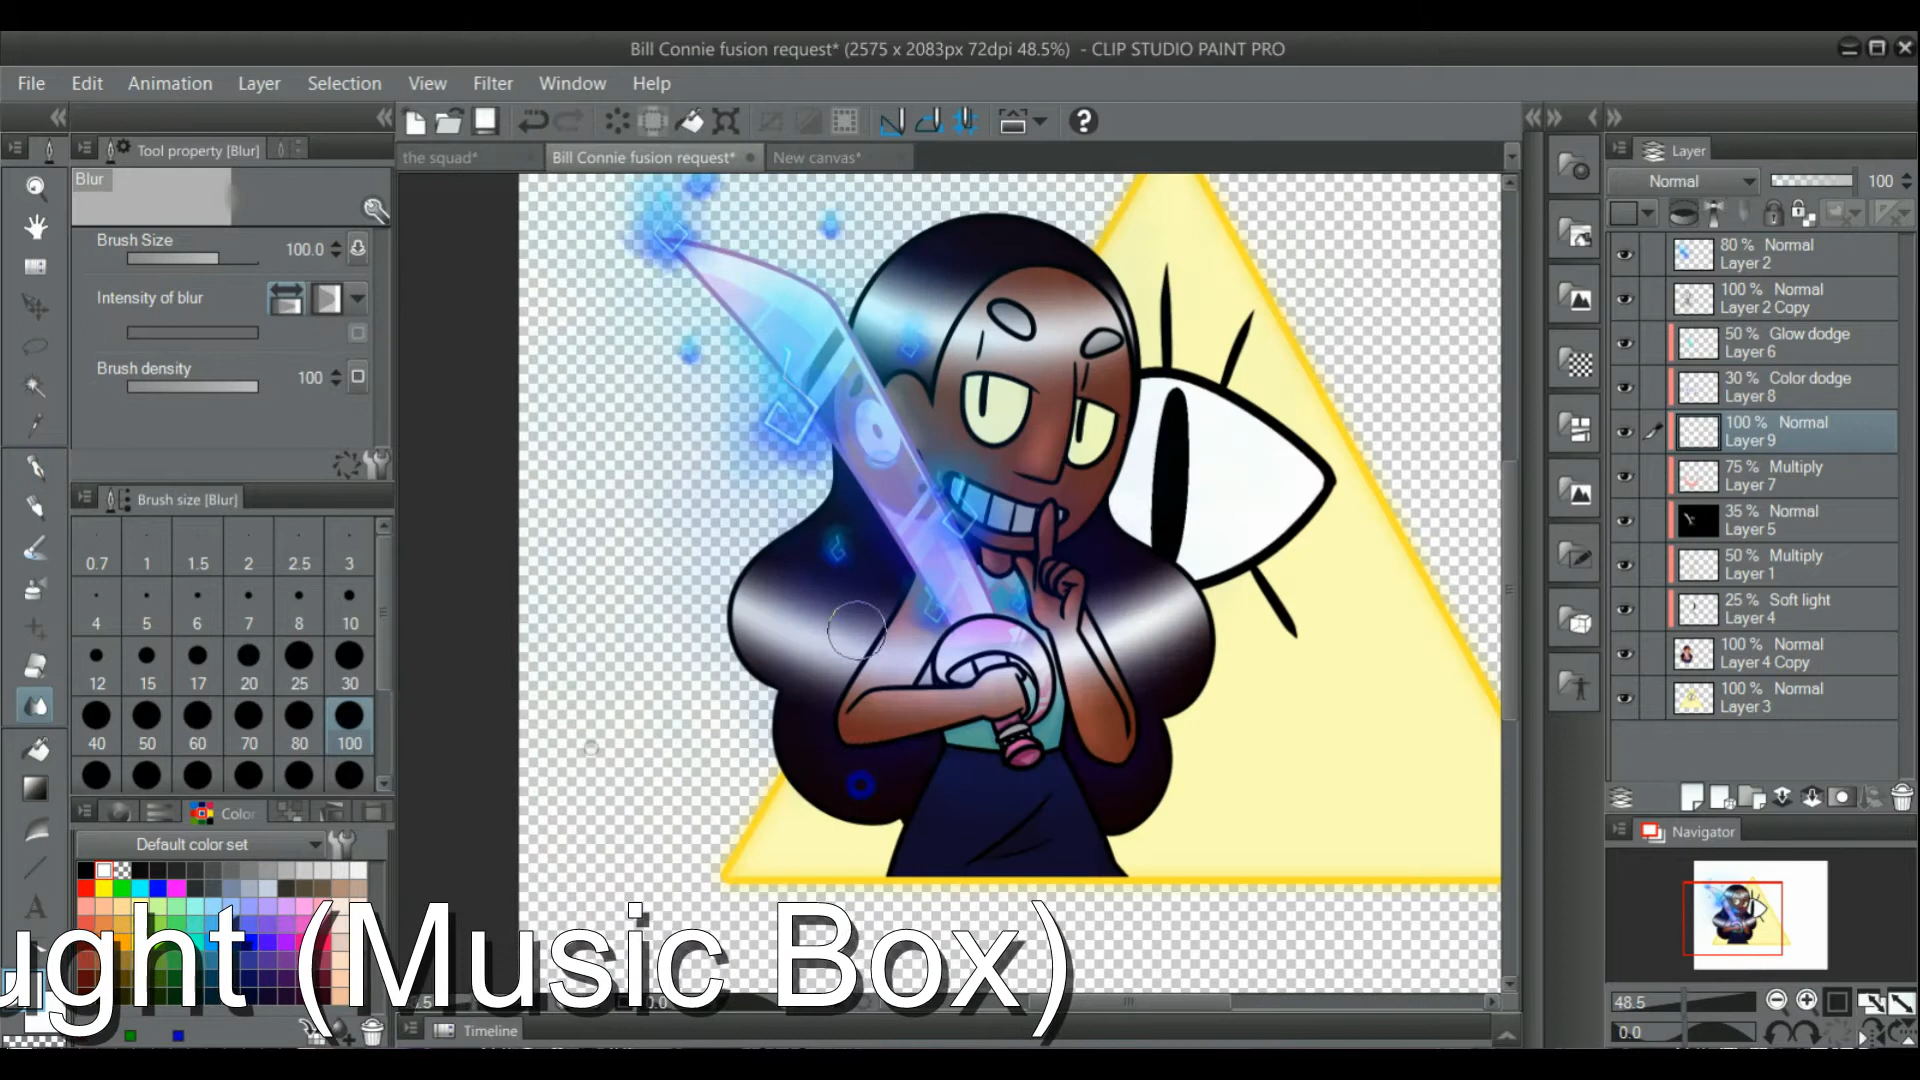 Bill Connie fusion request* (2575 x 2083px 72dpi 48.5%) - CLIP STUDIO PAINT PRO
File Edit Animation Layer Selection View Filter Window Help
Tool property [Blur]
the squad* Bill Connie fusion request* New canvas*
Layer
Blur
Normal 100
Brush Size 100.0
Intensity of blur
Brush density 100
80 % Normal
Layer 2
100 % Normal
Layer 2 Copy
50 % Glow dodge
Layer 6
30 % Color dodge
Layer 8
100 % Normal
Layer 9
75 % Multiply
Layer 7
35 % Normal
Layer 5
50 % Multiply
Layer 1
25 % Soft light
Layer 4
100 % Normal
Layer 4 Copy
100 % Normal
Layer 3
Brush size [Blur]
0.7 1 1.5 2 2.5 3
4 5 6 7 8 10
12 15 17 20 25 30
40 50 60 70 80 100
Color
Default color set
Navigator
ught (Music Box)
48.5
0.0
Timeline